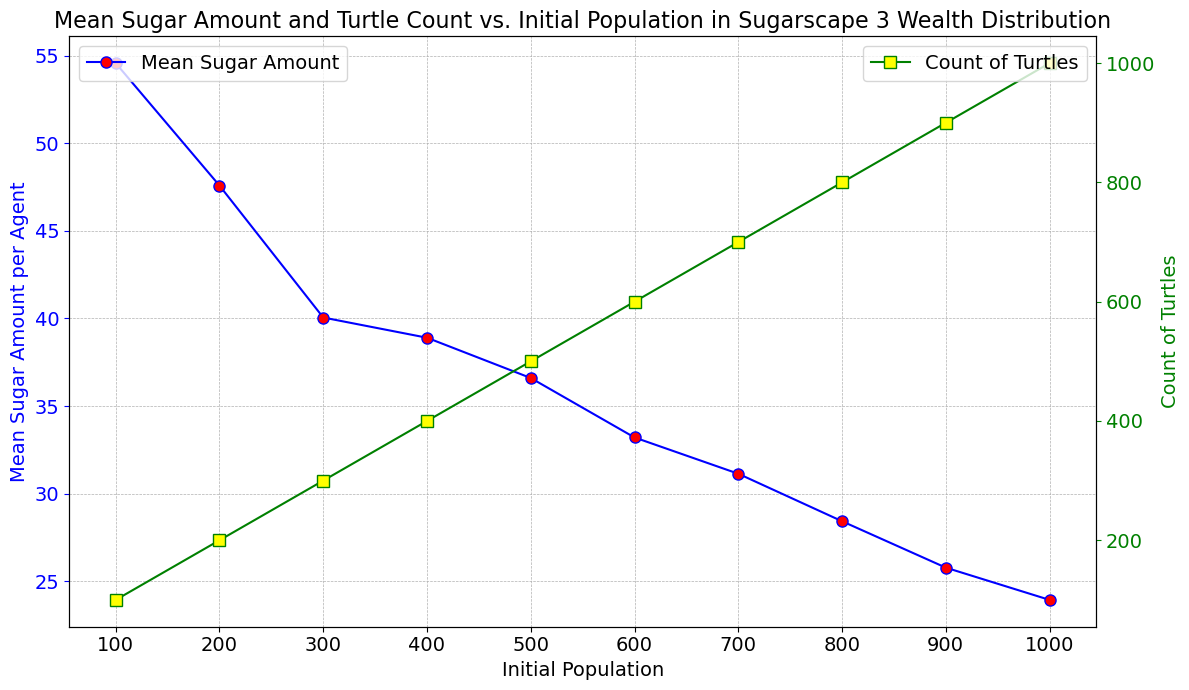 Mean Sugar Amount and Turtle Count vs. Initial Population in Sugarscape 3 Wealth Distribution
Mean Sugar Amount
Count of Turtles
Mean Sugar Amount per Agent
55
50
45
40
35
30
25
1000
800
600
400
200
Count of Turtles
100 200 300 400 500 600 700 800 900 1000
Initial Population